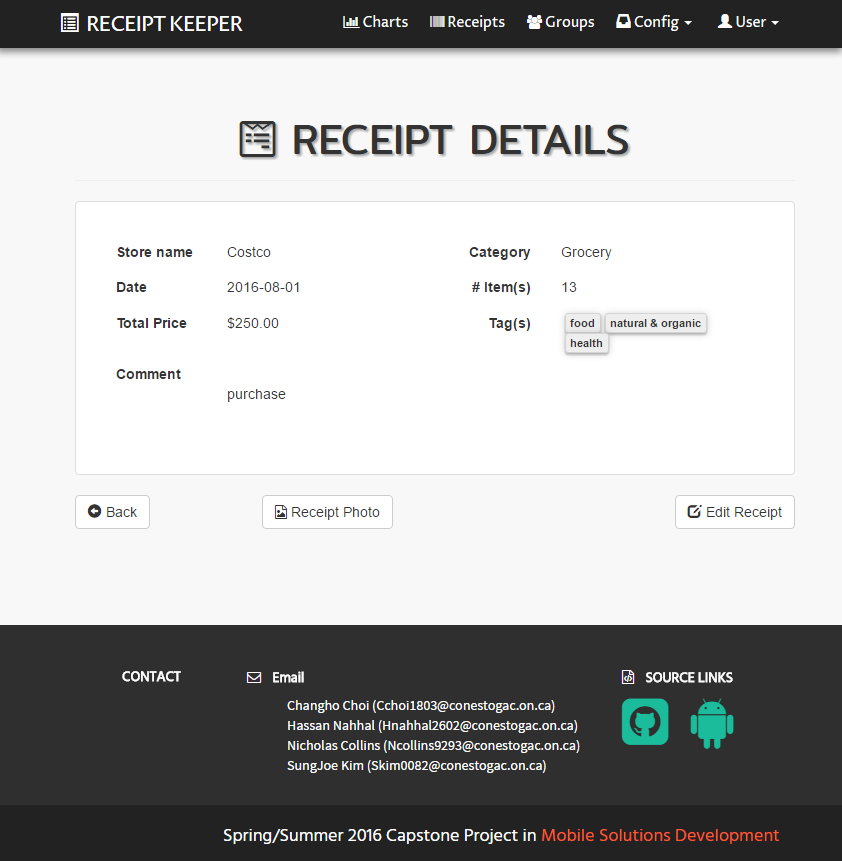 RECEIPT KEEPER Charts Receipts Groups Config User
RECEIPT DETAILS
Store name Costco Category Grocery
Date 2016-08-01 # Item(s) 13
Total Price $250.00 Tag(s) food natural & organic
health
Comment
purchase
Back Receipt Photo Edit Receipt
CONTACT Email SOURCE LINKS
Changho Choi (Cchoi1803@conestogac.on.ca)
Hassan Nahhal (Hnahhal2602@conestogac.on.ca)
Nicholas Collins (Ncollins9293@conestogac.on.ca)
SungJoe Kim (Skim0082@conestogac.on.ca)
Spring/Summer 2016 Capstone Project in Mobile Solutions Development